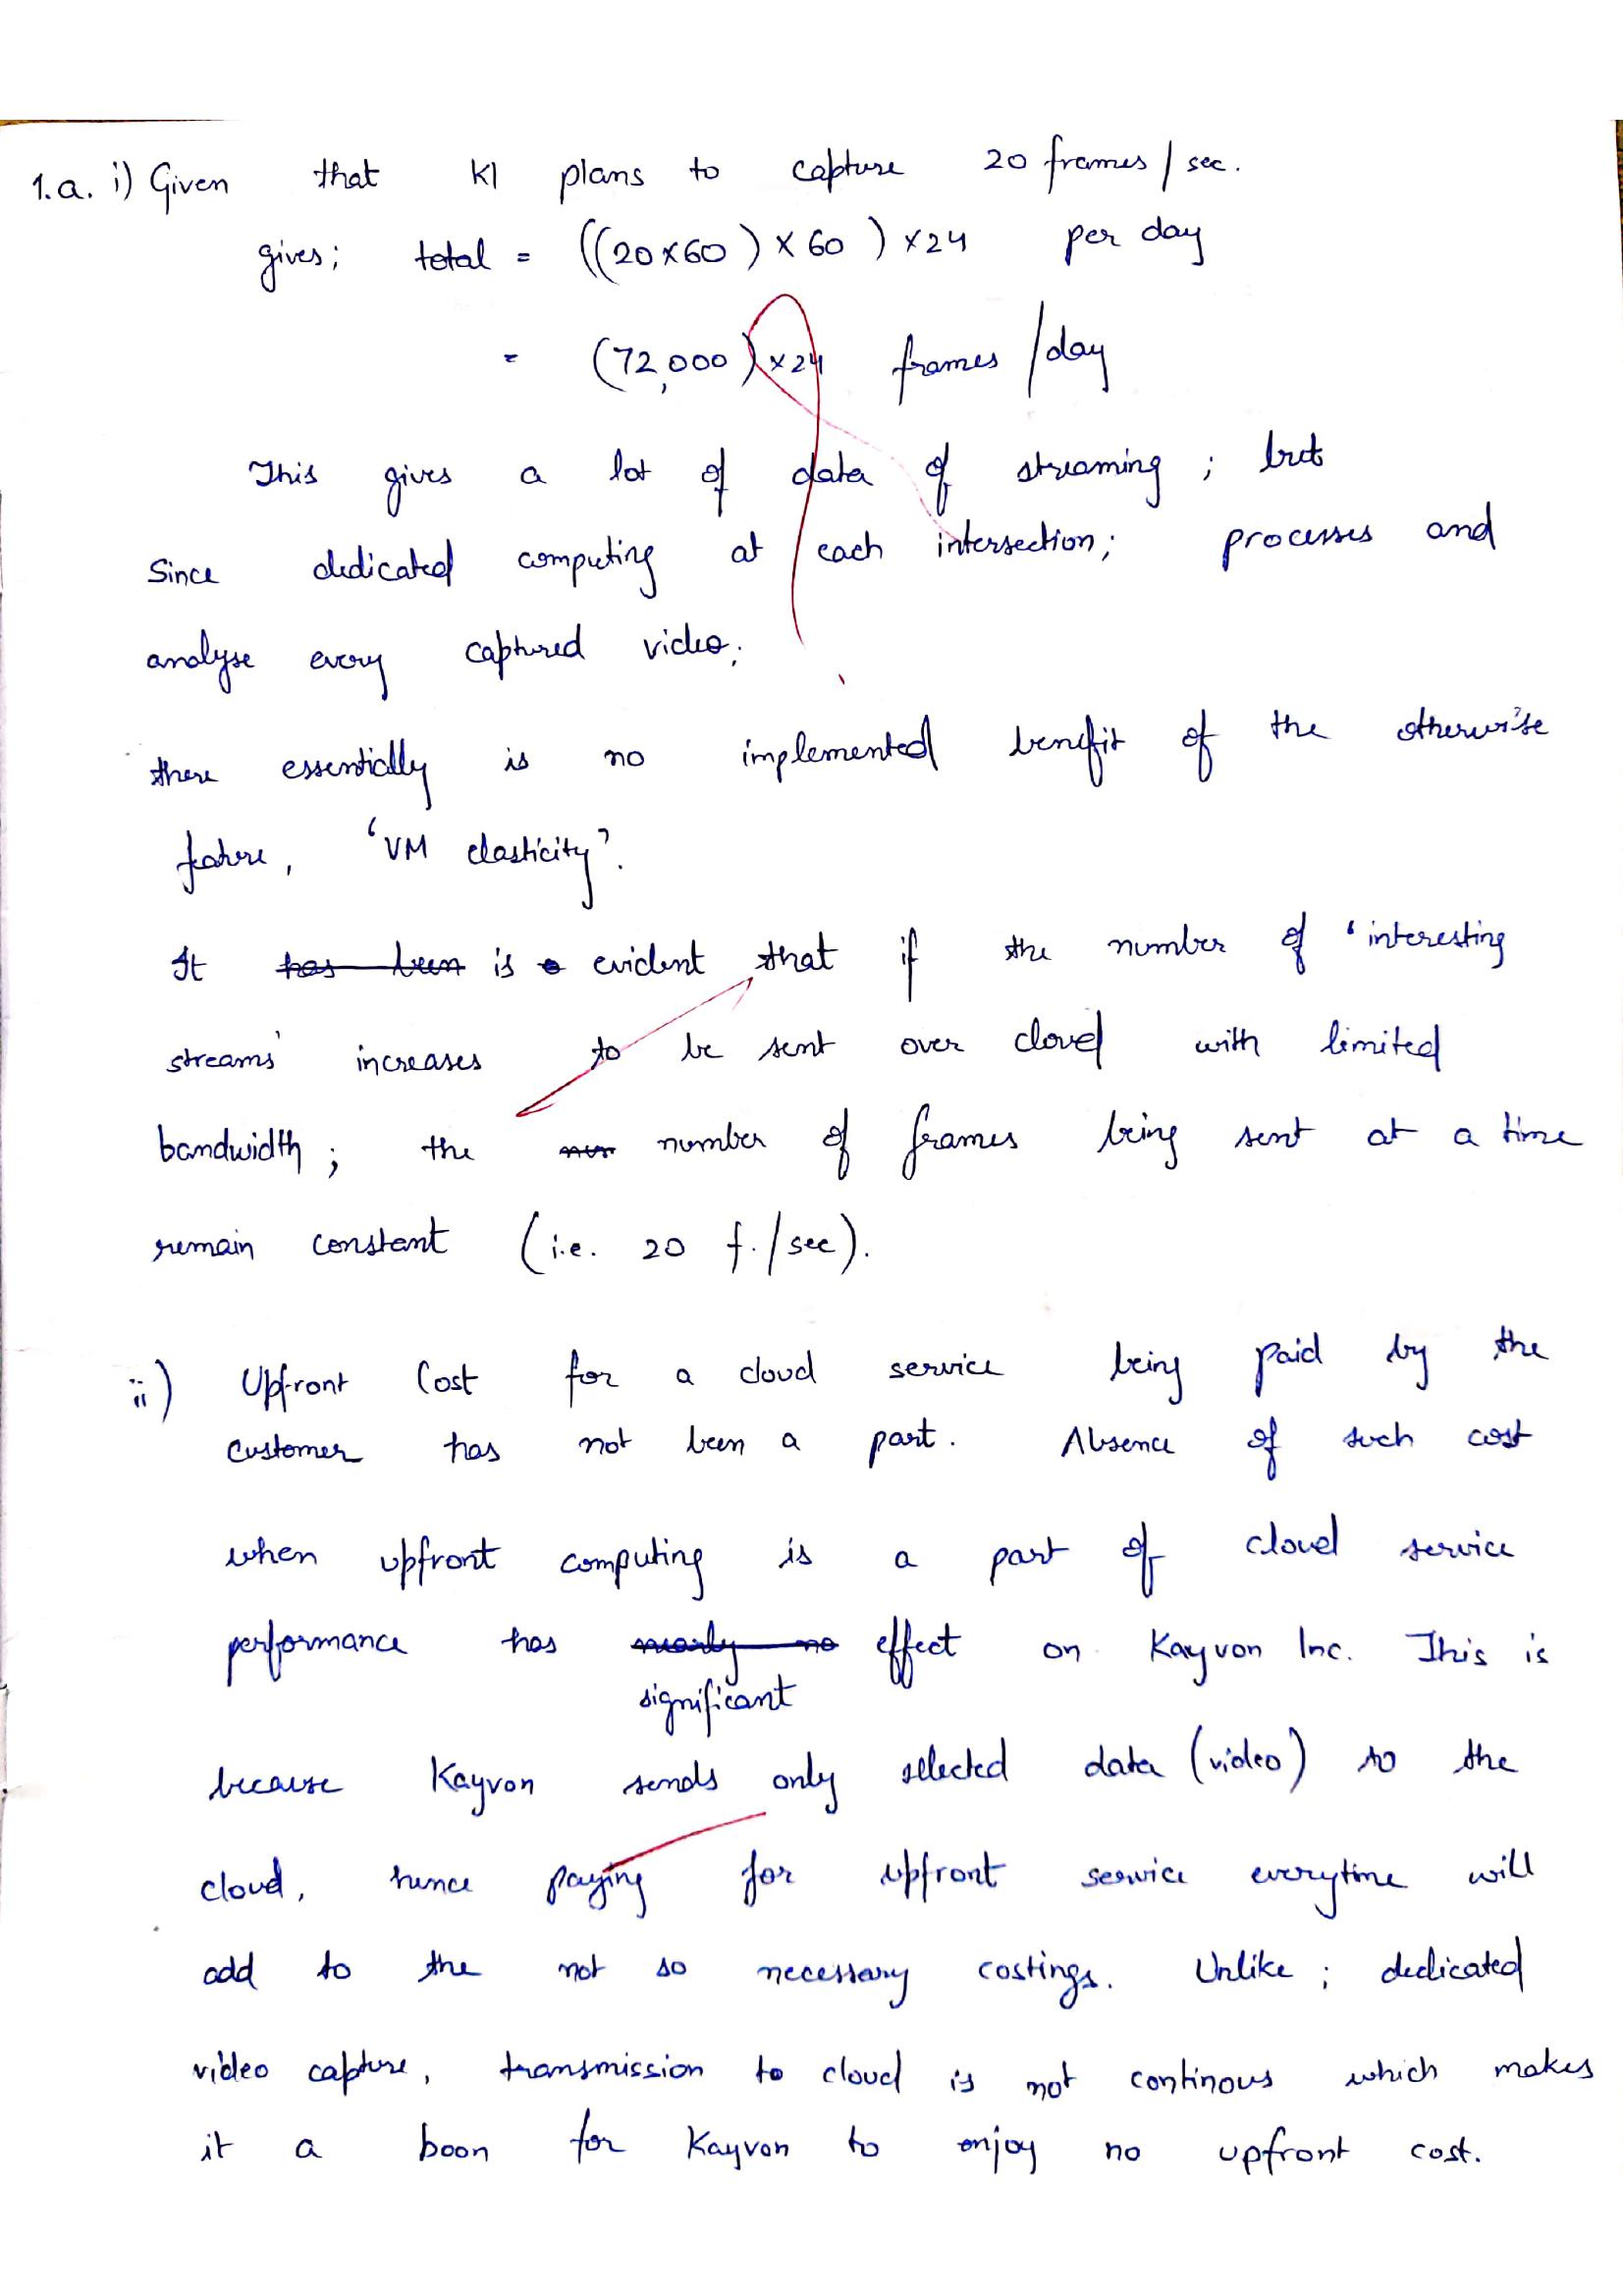 1.a. i) Given that KI plans to capture 20 frames / sec.
gives; total = ((20x60) x 60) x 24 per day
= (72,000) x 24 frames / day
This gives a lot of data of streaming ; but
Since dedicated computing at each intersection; processes and
analyse every captured video;
there essentially is no implemented benefit of the otherwise
feature, 'VM elasticity'.
It has been is a evident that if the number of 'interesting
streams' increases to be sent over cloud with limited
bandwidth ; the num number of frames being sent at a time
remain constant (i.e. 20 f./sec).
ii) Upfront Cost for a cloud service being paid by the
customer has not been a part. Absence of such cost
when upfront computing is a part of cloud service
performance has nearly no effect on Kayvon Inc. This is
significant
because Kayvon sends only selected data (video) to the
cloud, hence paying for upfront service everytime will
add to the not so necessary costings. Unlike ; dedicated
video capture, transmission to cloud is not continous which makes
it a boon for Kayvon to enjoy no upfront cost.